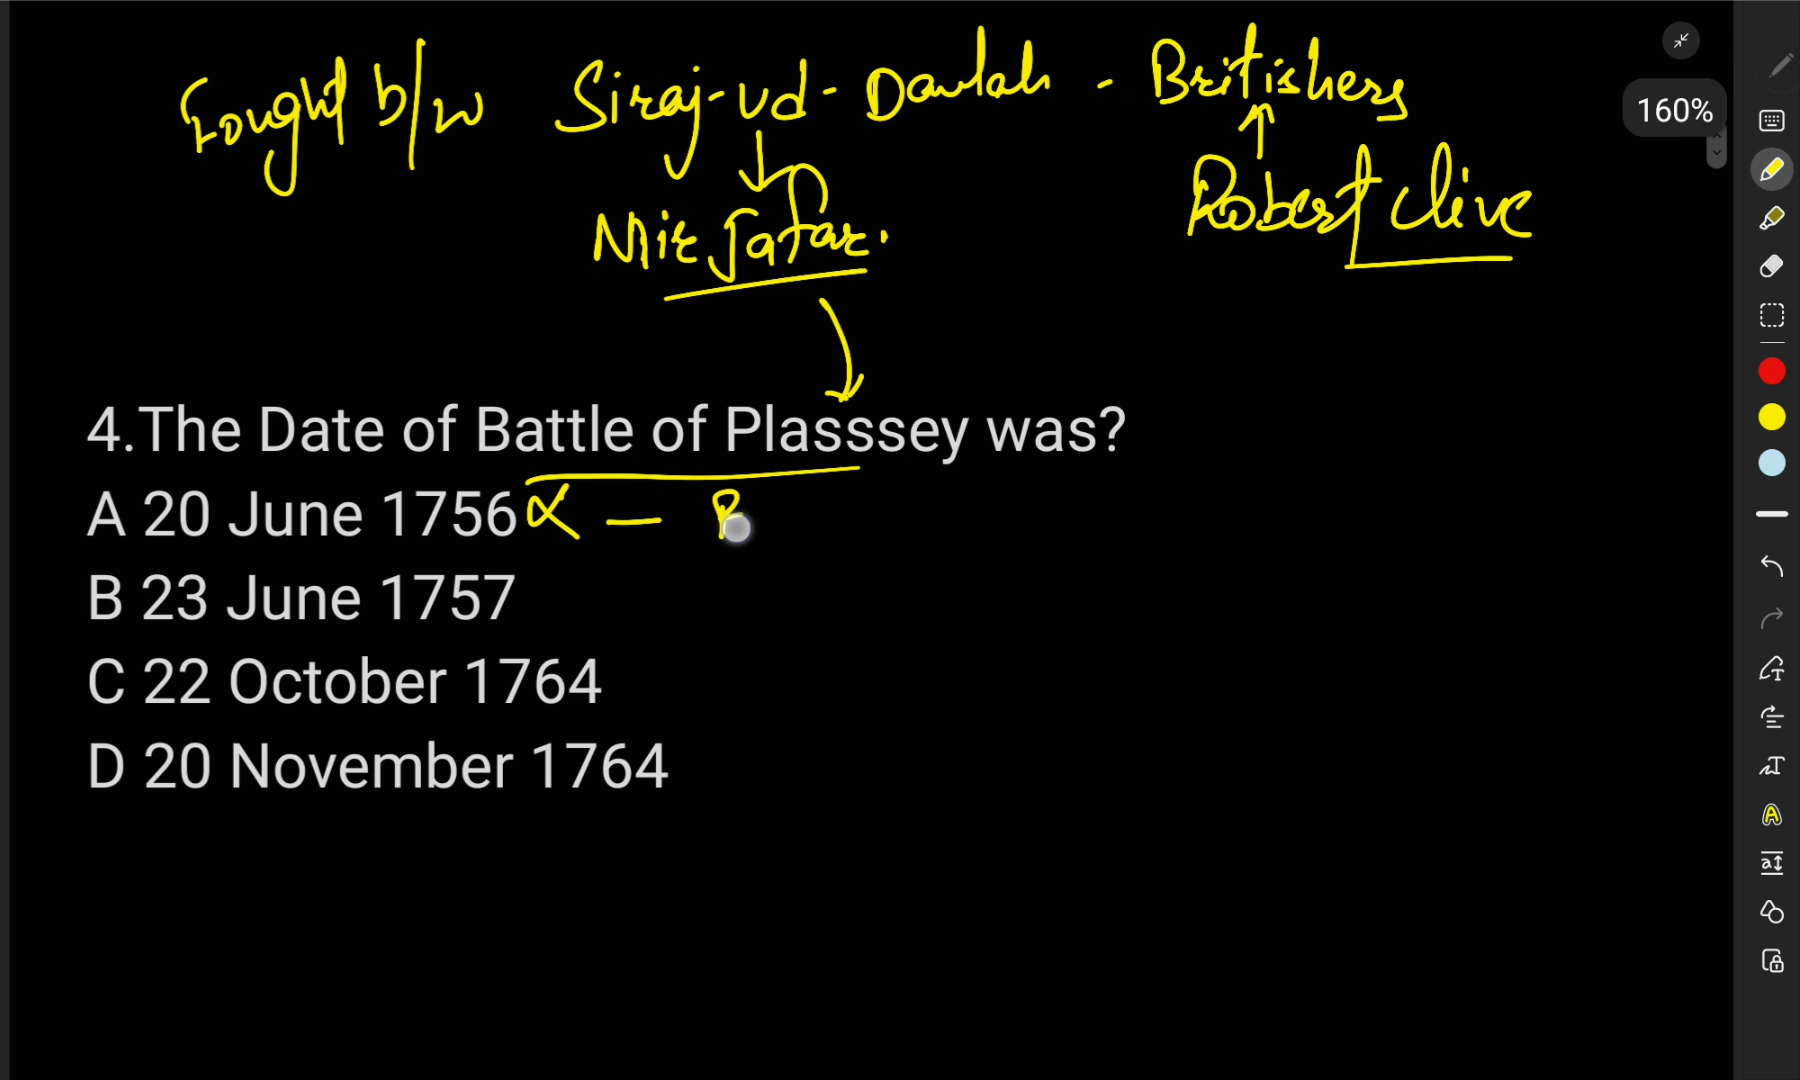 Fought b/w Siraj-ud-Daulah - Britishers
160%
Mir Jafar.
Robert Clive
4.The Date of Battle of Plasssey was?
A 20 June 1756 X — B
B 23 June 1757
C 22 October 1764
D 20 November 1764